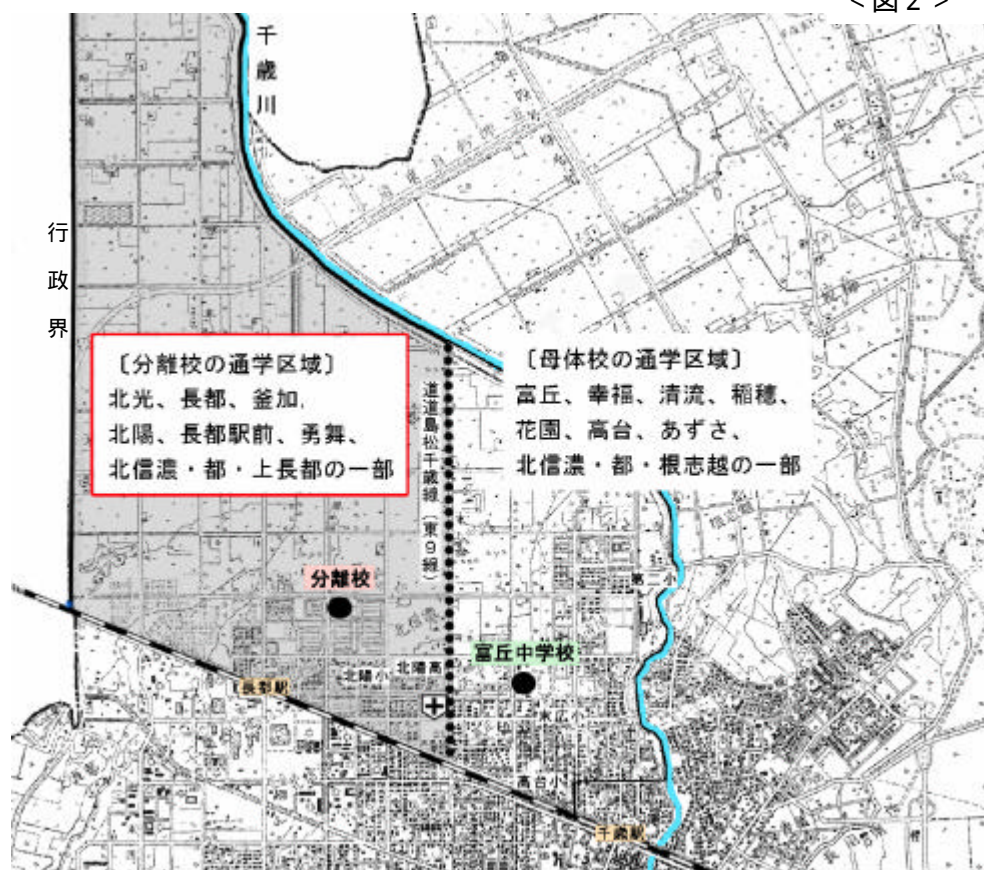 <図2>
千歳川
行政界
〔分離校の通学区域〕
北光、長都、釜加、
北陽、長都駅前、勇舞、
北信濃・都・上長都の一部
〔母体校の通学区域〕
富丘、幸福、清流、稲穂、
花園、高台、あずさ、
北信濃・都・根志越の一部
道道島松千歳線(東9線)
分離校
第二小
富丘中学校
北陽高
北陽小
長都駅
末広小
高台小
千歳駅